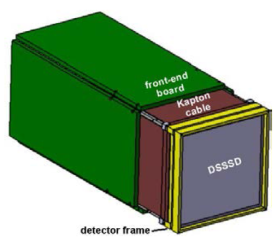 front-end
board
Kapton
cable
DSSSD
detector frame